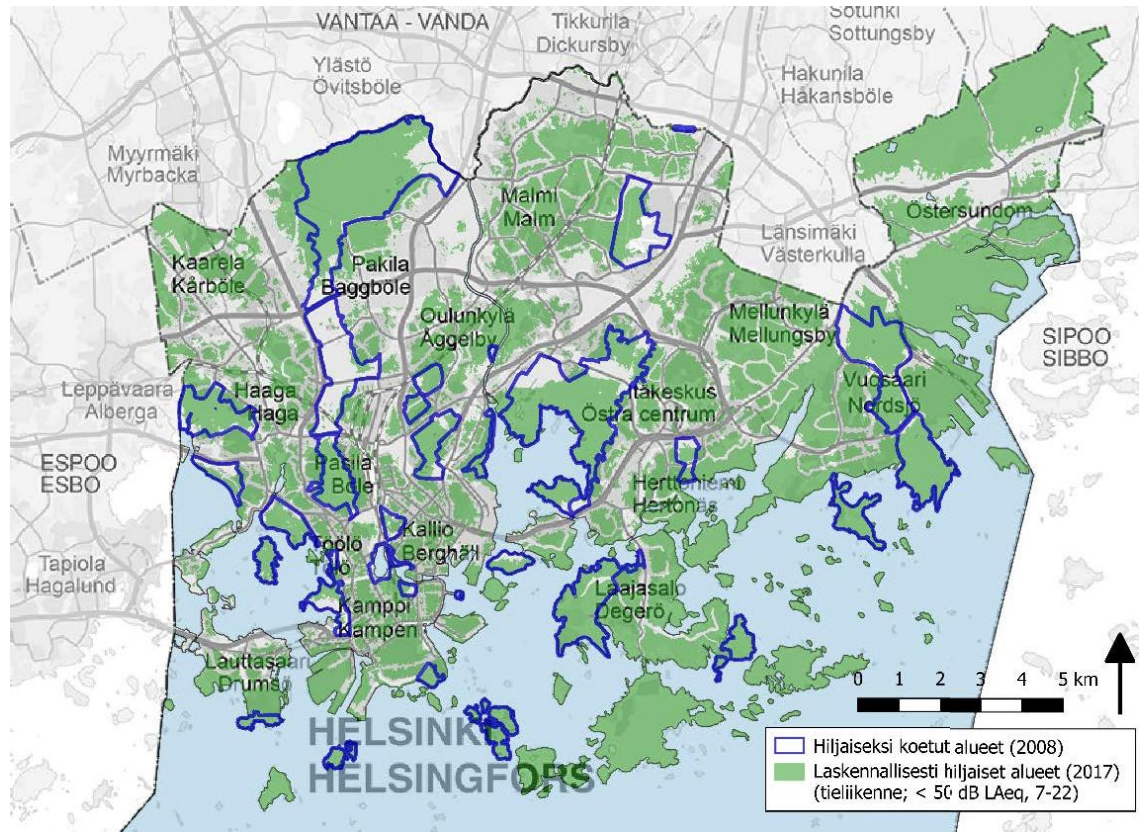 VANTAA - VANDA
Tikkurila
Dickursby
Sotunki
Sottungsby
Ylästö
Övitsböle
Hakunila
Håkansböle
Myyrmäki
Myrbacka
Malmi
Malm
Östersundom
Länsimäki
Västerkulla
Kaarela
Kårböle
Pakila
Baggböle
Oulunkylä
Åggelby
Mellunkylä
Mellungsby
SIPOO
SIBBO
Leppävaara
Alberga
Haaga
Haga
Itäkeskus
Östra centrum
Vuosaari
Nordsjö
ESPOO
ESBO
Pasila
Böle
Herttoniemi
Hertonäs
Kallio
Berghäll
Töölö
Tapiola
Hagalund
Laajasalo
Degerö
Kamppi
Kampen
Lauttasaari
Drumsö
0 1 2 3 4 5 km
HELSINKI
HELSINGFORS
Hiljaiseksi koetut alueet (2008)
Laskennallisesti hiljaiset alueet (2017)
(tieliikenne; < 50 dB LAeq, 7-22)